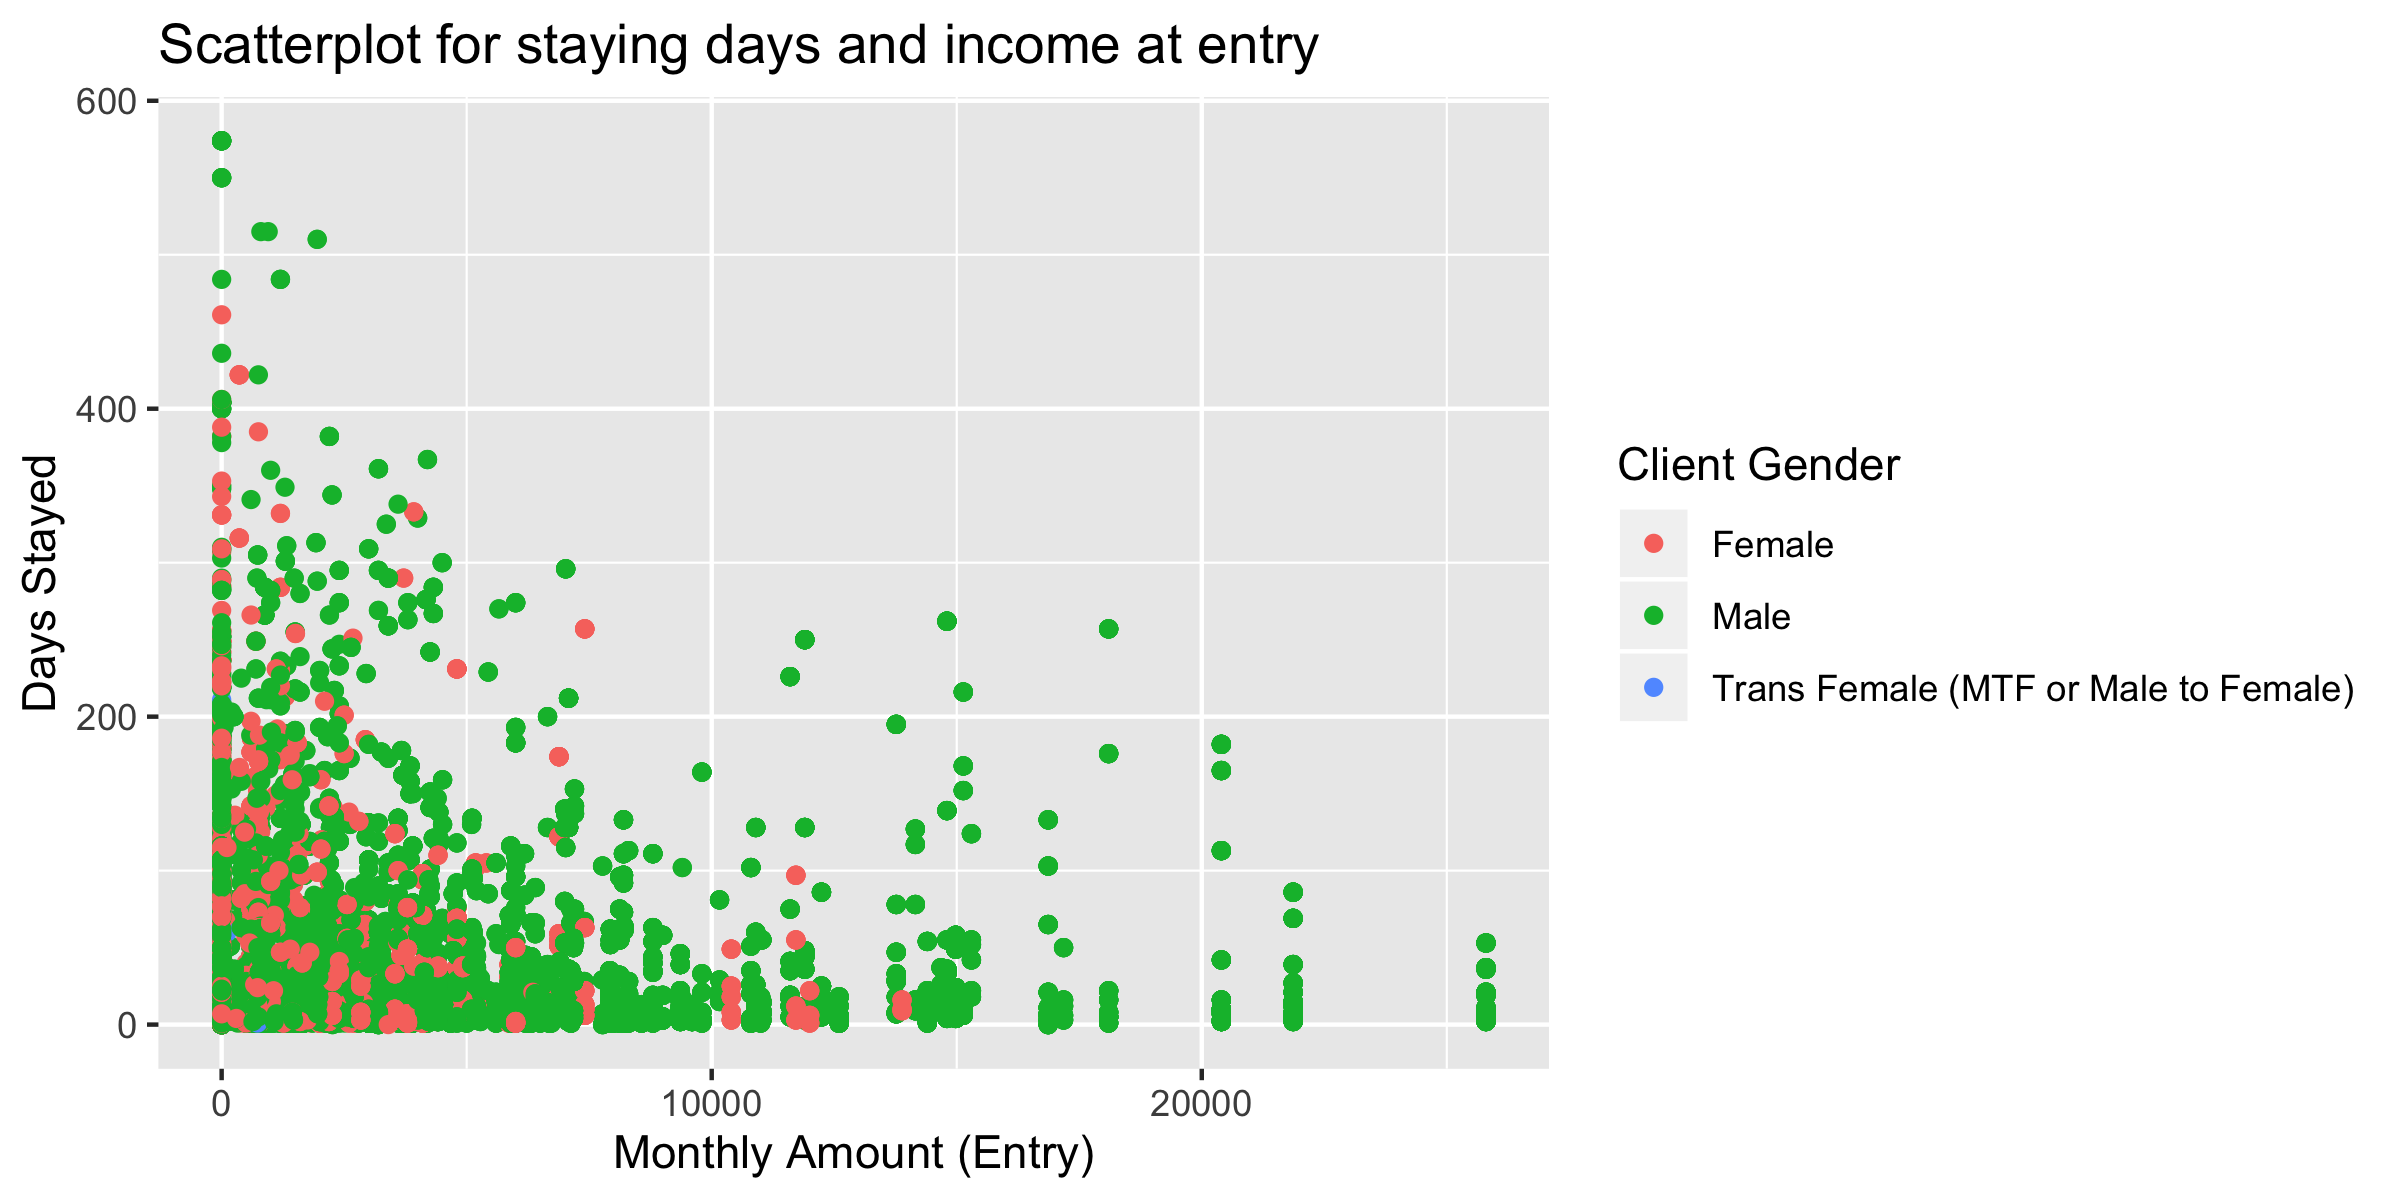 Scatterplot for staying days and income at entry
600
400
200
0
Days Stayed
0 10000 20000
Monthly Amount (Entry)
Client Gender
Female
Male
Trans Female (MTF or Male to Female)